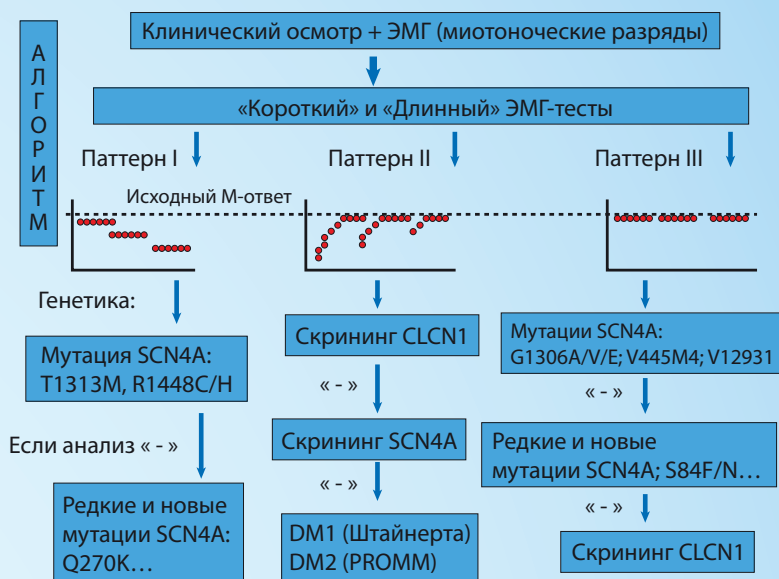 АЛГОРИТМ
Клинический осмотр + ЭМГ (миотоноческие разряды)
«Короткий» и «Длинный» ЭМГ-тесты
Паттерн I
Паттерн II
Паттерн III
Исходный М-ответ
Генетика:
Мутация SCN4A:
T1313M, R1448C/H
Если анализ « - »
Редкие и новые
мутации SCN4A:
Q270K...
Скрининг CLCN1
« - »
Скрининг SCN4A
« - »
DM1 (Штайнерта)
DM2 (PROMM)
Мутации SCN4A:
G1306A/V/E; V445M4; V12931
« - »
Редкие и новые
мутации SCN4A; S84F/N...
« - »
Скрининг CLCN1